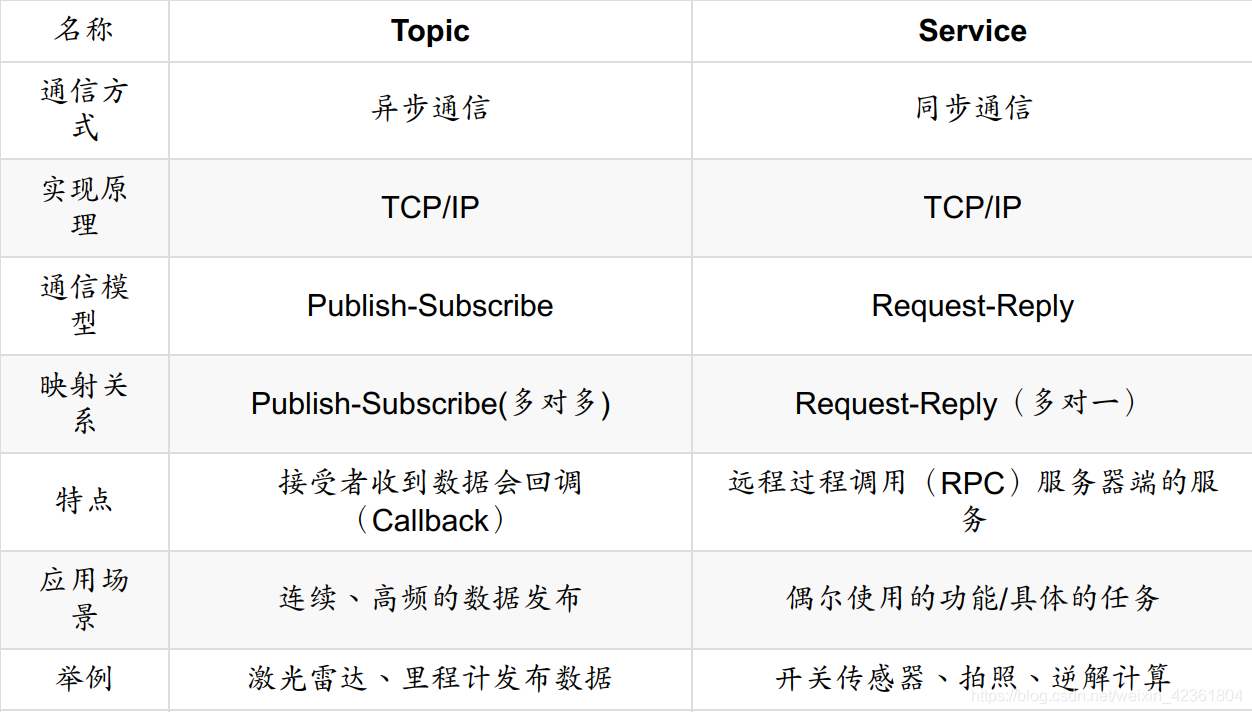 名称 Topic Service
通信方
式
异步通信 同步通信
实现原
理
TCP/IP TCP/IP
通信模
型
Publish-Subscribe Request-Reply
映射关
系
Publish-Subscribe(多对多) Request-Reply（多对一）
特点
接受者收到数据会回调
（Callback）
远程过程调用（RPC）服务器端的服
务
应用场
景
连续、高频的数据发布 偶尔使用的功能/具体的任务
举例 激光雷达、里程计发布数据 开关传感器、拍照、逆解计算
https://blog.csdn.net/weixin_42361804